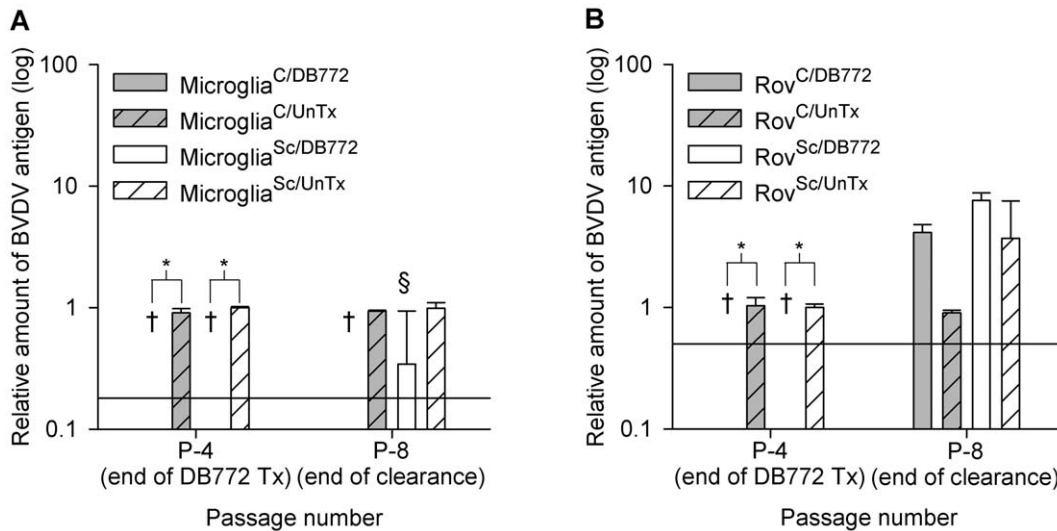 A
Relative amount of BVDV antigen (log)
100
10
1
0.1
Microglia^C/DB772
Microglia^C/UnTx
Microglia^Sc/DB772
Microglia^Sc/UnTx
* *
† † † §
P-4 P-8
(end of DB772 Tx) (end of clearance)
Passage number
B
Relative amount of BVDV antigen (log)
100
10
1
0.1
Rov^C/DB772
Rov^C/UnTx
Rov^Sc/DB772
Rov^Sc/UnTx
* *
† †
P-4 P-8
(end of DB772 Tx) (end of clearance)
Passage number